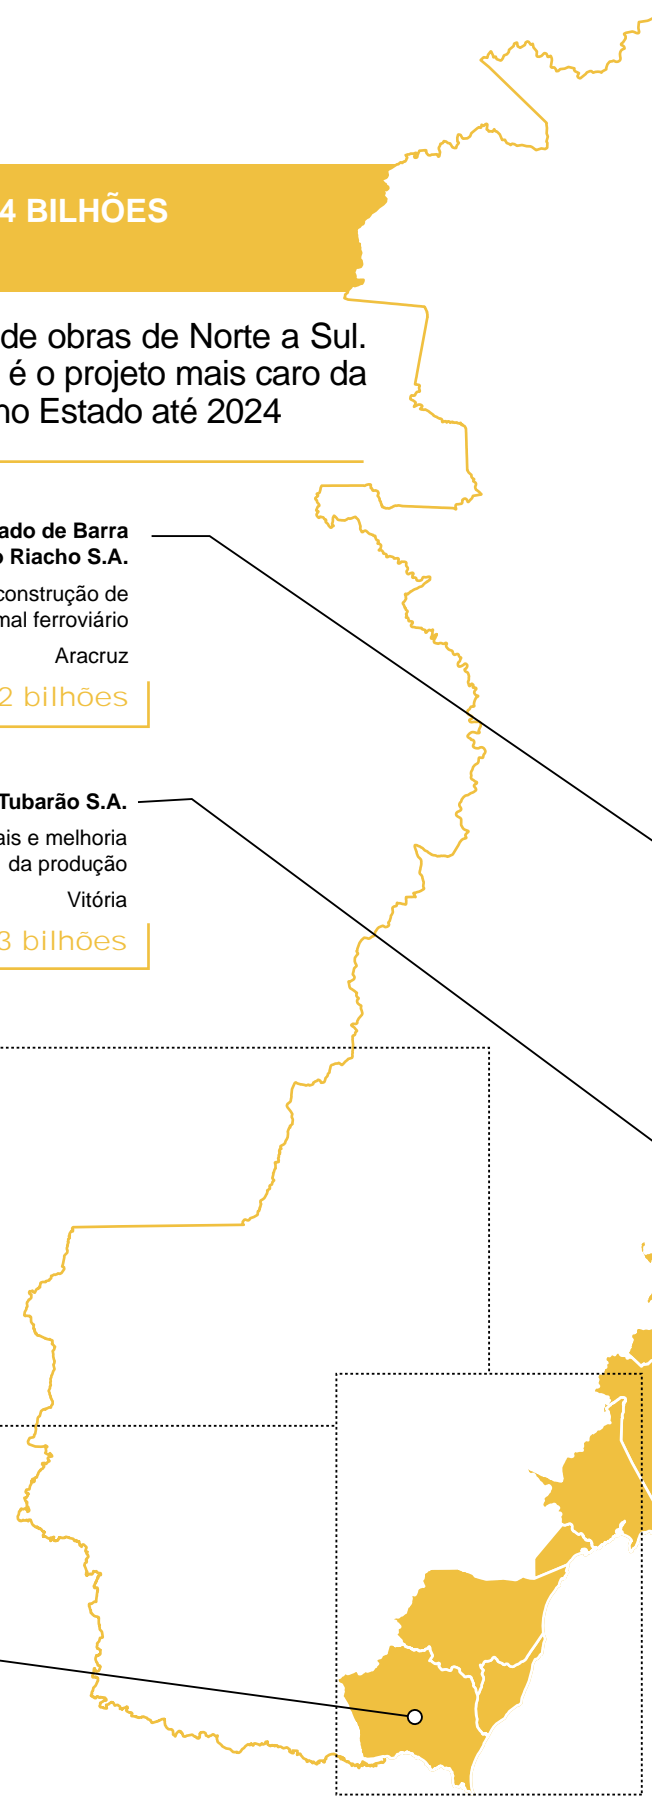 4 BILHÕES
de obras de Norte a Sul.
é o projeto mais caro da
no Estado até 2024
ado de Barra
o Riacho S.A.
construção de
mal ferroviário
Aracruz
2 bilhões
Tubarão S.A.
ais e melhoria
da produção
Vitória
3 bilhões